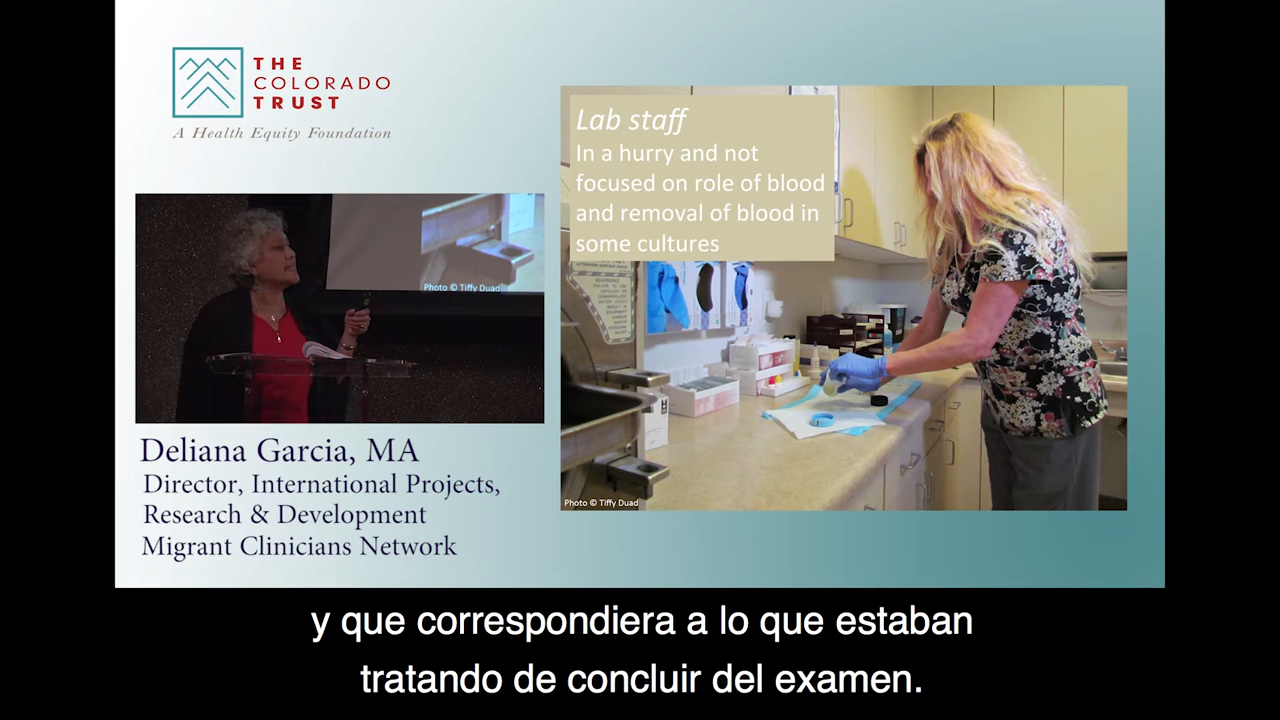 THE
COLORADO
TRUST
A Health Equity Foundation
Lab staff
In a hurry and not
focused on role of blood
and removal of blood in
some cultures
Photo © Tiffy Duad
Photo © Tiffy Duad
Deliana Garcia, MA
Director, International Projects,
Research & Development
Migrant Clinicians Network
y que correspondiera a lo que estaban
tratando de concluir del examen.